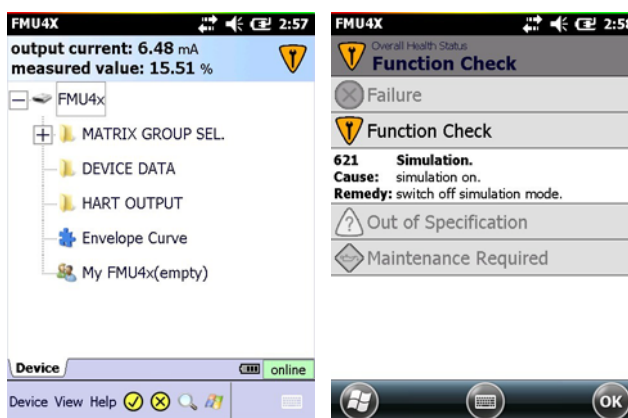 FMU4X 2:57
output current: 6.48 mA
measured value: 15.51 %
FMU4x
MATRIX GROUP SEL.
DEVICE DATA
HART OUTPUT
Envelope Curve
My FMU4x(empty)
Device online
Device View Help
FMU4X 2:58
Overall Health Status
Function Check
Failure
Function Check
621 Simulation.
Cause: simulation on.
Remedy: switch off simulation mode.
Out of Specification
Maintenance Required
OK